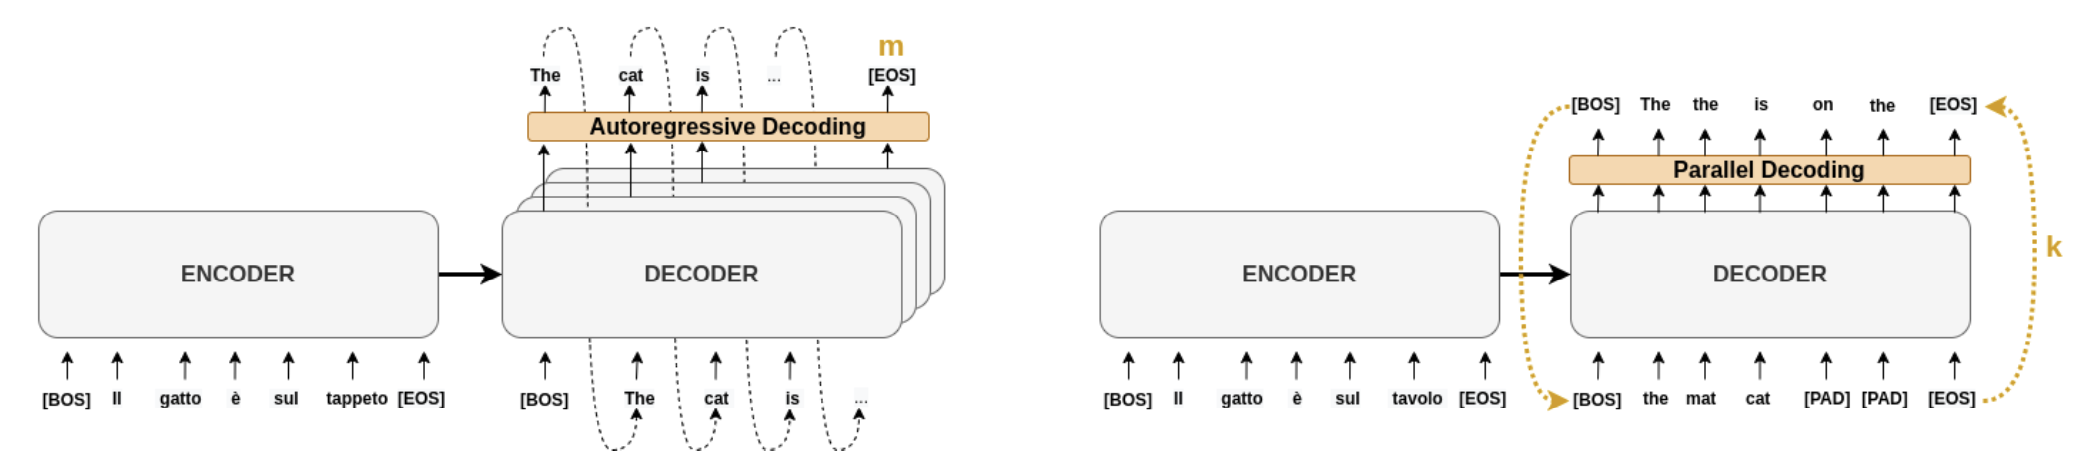 m
The cat is ... [EOS]
Autoregressive Decoding
ENCODER
DECODER
[BOS] Il gatto è sul tappeto [EOS]
[BOS] The cat is ...
[BOS] The the is on the [EOS]
Parallel Decoding
k
ENCODER
DECODER
[BOS] Il gatto è sul tavolo [EOS]
[BOS] the mat cat [PAD] [PAD] [EOS]